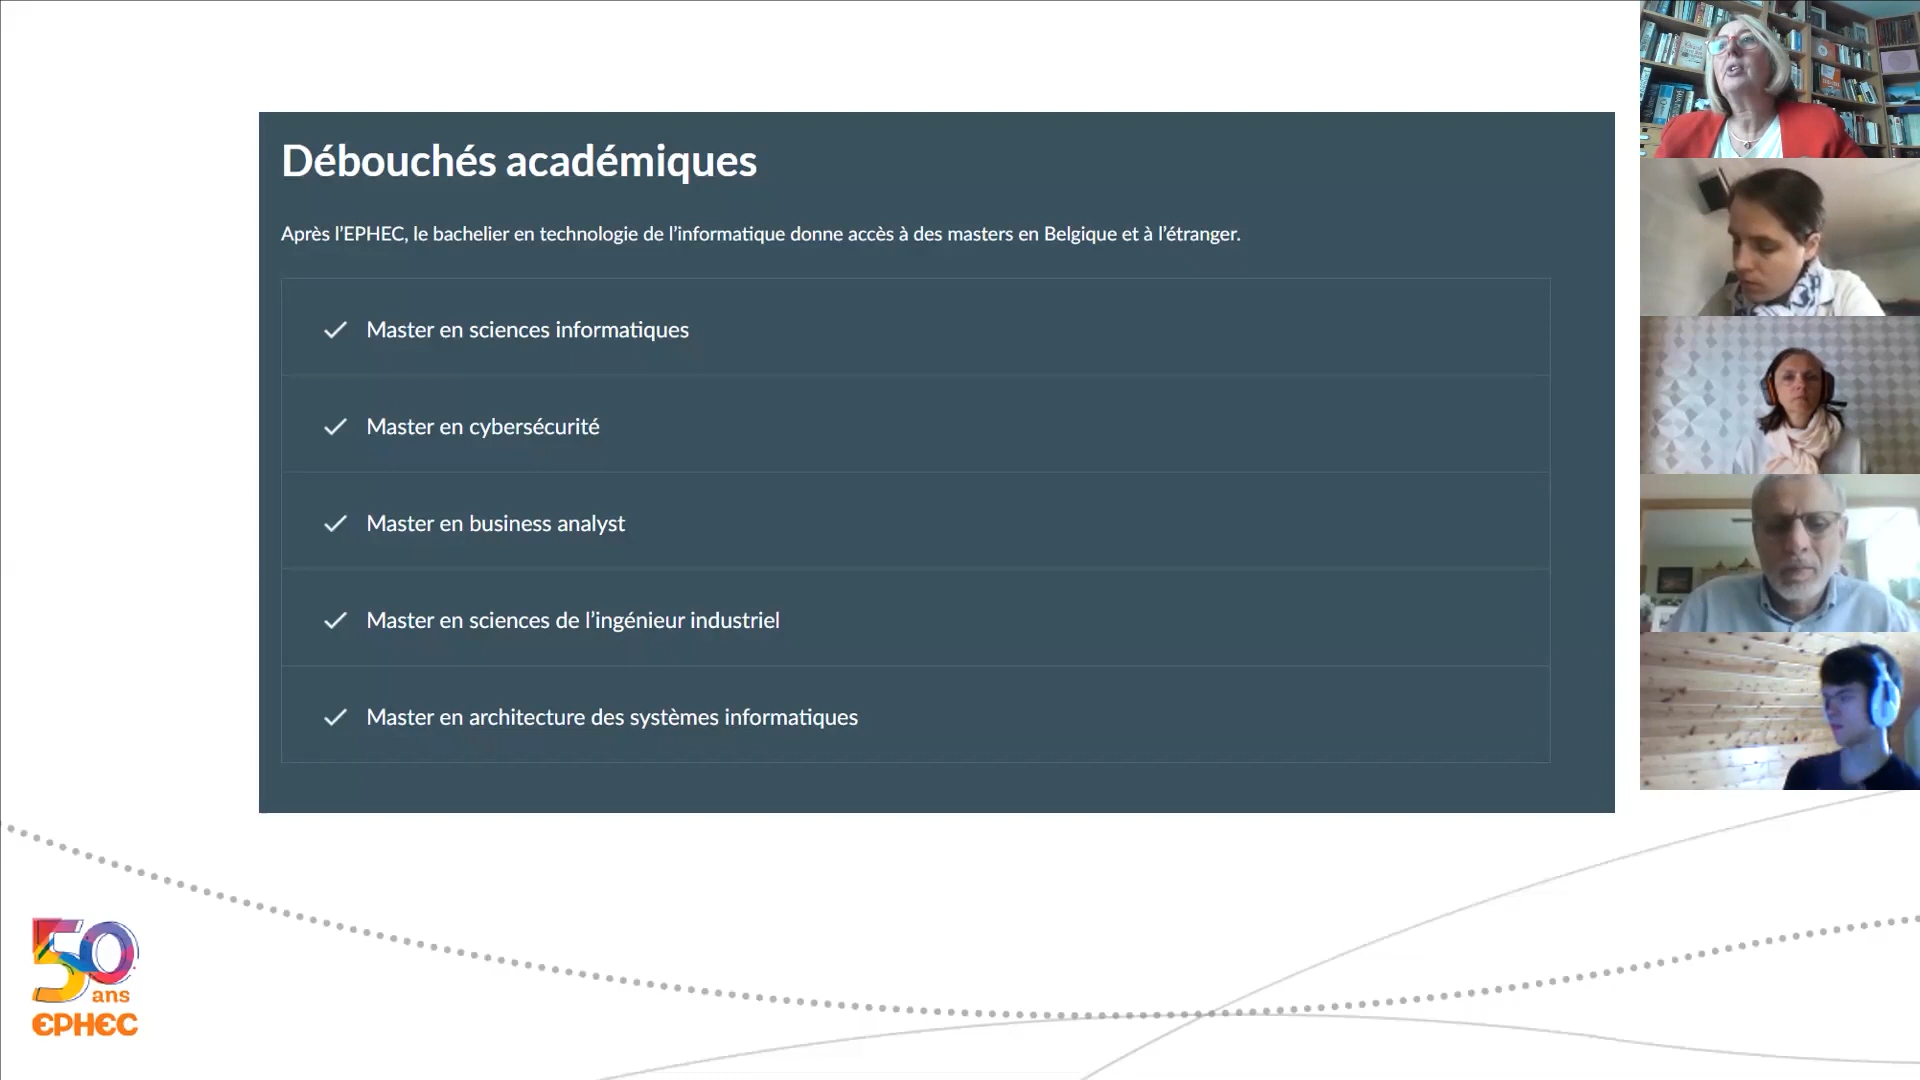 Débouchés académiques
Après l’EPHEC, le bachelier en technologie de l’informatique donne accès à des masters en Belgique et à l’étranger.
Master en sciences informatiques
Master en cybersécurité
Master en business analyst
Master en sciences de l’ingénieur industriel
Master en architecture des systèmes informatiques
50
ans
EPHEC